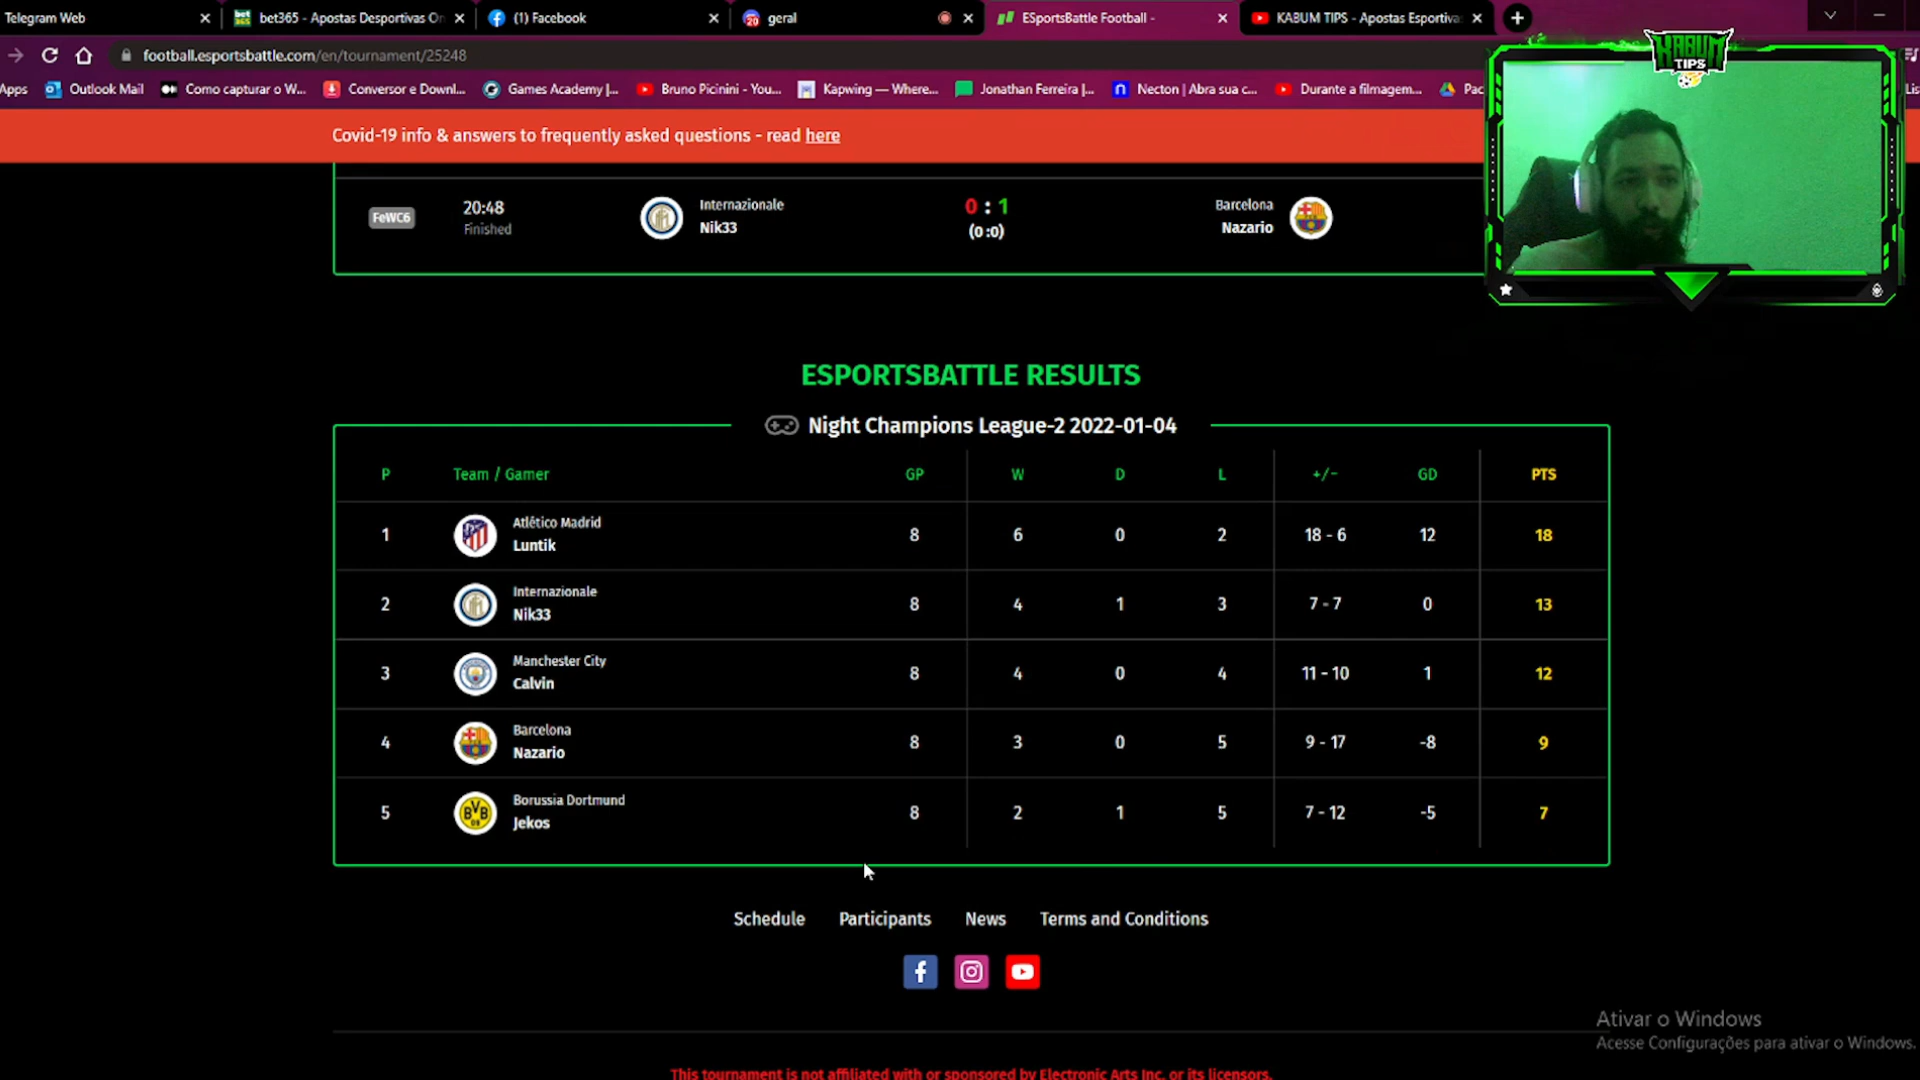 Telegram Web
bet365 - Apostas Desportivas On
(1) Facebook
20 geral
ESportsBattle Football -
KABUM TIPS - Apostas Esportiva
football.esportsbattle.com/en/tournament/25248
Apps
Outlook Mail
Como capturar o W...
Conversor e Downl...
Games Academy |...
Bruno Picinini - You...
Kapwing — Where...
Jonathan Ferreira |...
Necton | Abra sua c...
Durante a filmagem...
Pac
Lis
KABUM
TIPS
Covid-19 info & answers to frequently asked questions - read here
FeWC6
20:48
Finished
Internazionale
Nik33
0 : 1
(0 :0)
Barcelona
Nazario
ESPORTSBATTLE RESULTS
Night Champions League-2 2022-01-04
P Team / Gamer GP W D L +/- GD PTS
1 Atlético Madrid Luntik 8 6 0 2 18 - 6 12 18
2 Internazionale Nik33 8 4 1 3 7 - 7 0 13
3 Manchester City Calvin 8 4 0 4 11 - 10 1 12
4 Barcelona Nazario 8 3 0 5 9 - 17 -8 9
5 Borussia Dortmund Jekos 8 2 1 5 7 - 12 -5 7
Schedule Participants News Terms and Conditions
Ativar o Windows
Acesse Configurações para ativar o Windows.
This tournament is not affiliated with or sponsored by Electronic Arts Inc. or its licensors.